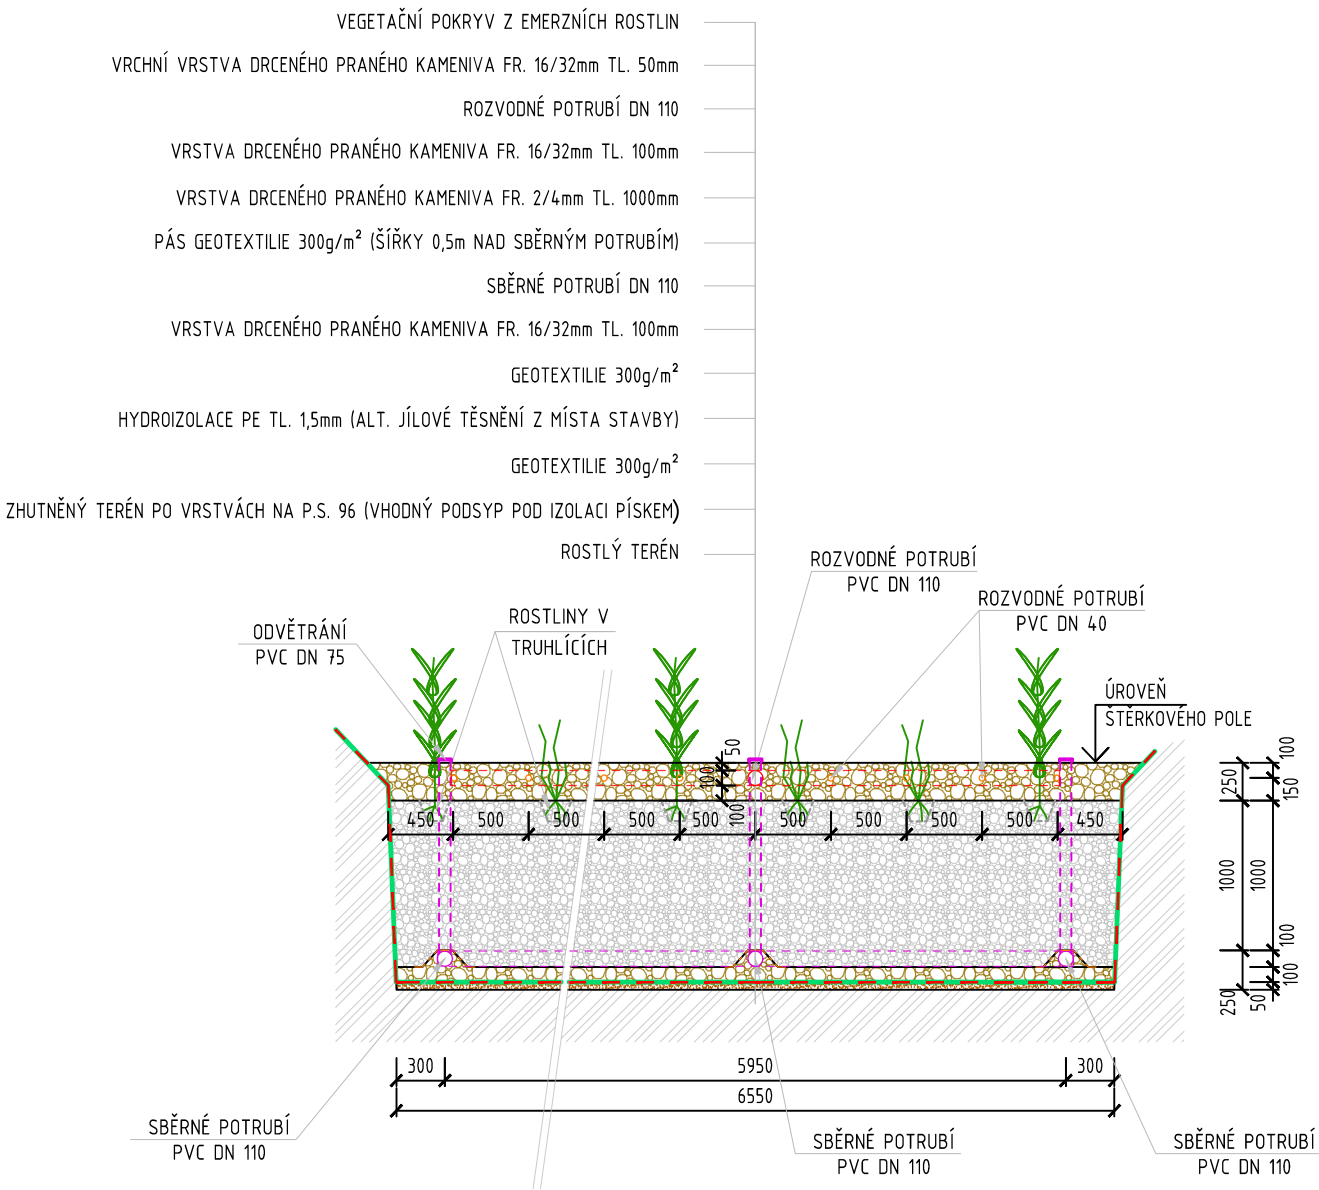 VEGETAČNÍ POKRYV Z EMERZNÍCH ROSTLIN
VRCHNÍ VRSTVA DRCENÉHO PRANÉHO KAMENIVA FR. 16/32mm TL. 50mm
ROZVODNÉ POTRUBÍ DN 110
VRSTVA DRCENÉHO PRANÉHO KAMENIVA FR. 16/32mm TL. 100mm
VRSTVA DRCENÉHO PRANÉHO KAMENIVA FR. 2/4mm TL. 1000mm
PÁS GEOTEXTILIE 300g/m² (ŠÍŘKY 0,5m NAD SBĚRNÝM POTRUBÍM)
SBĚRNÉ POTRUBÍ DN 110
VRSTVA DRCENÉHO PRANÉHO KAMENIVA FR. 16/32mm TL. 100mm
GEOTEXTILIE 300g/m²
HYDROIZOLACE PE TL. 1,5mm (ALT. JÍLOVÉ TĚSNĚNÍ Z MÍSTA STAVBY)
GEOTEXTILIE 300g/m²
ZHUTNĚNÝ TERÉN PO VRSTVÁCH NA P.S. 96 (VHODNÝ PODSYP POD IZOLACI PÍSKEM)
ROSTLÝ TERÉN
ROZVODNÉ POTRUBÍ
PVC DN 110
ROZVODNÉ POTRUBÍ
PVC DN 40
ROSTLINY V
TRUHLÍCÍCH
ODVĚTRÁNÍ
PVC DN 75
ÚROVEŇ
ŠTĚRKOVÉHO POLE
50
100
100
450 500 500 500 500 500 500 500 500 450
250
1000
250
100
150
1000
100
100
50
300 5950 300
6550
SBĚRNÉ POTRUBÍ
PVC DN 110
SBĚRNÉ POTRUBÍ
PVC DN 110
SBĚRNÉ POTRUBÍ
PVC DN 110